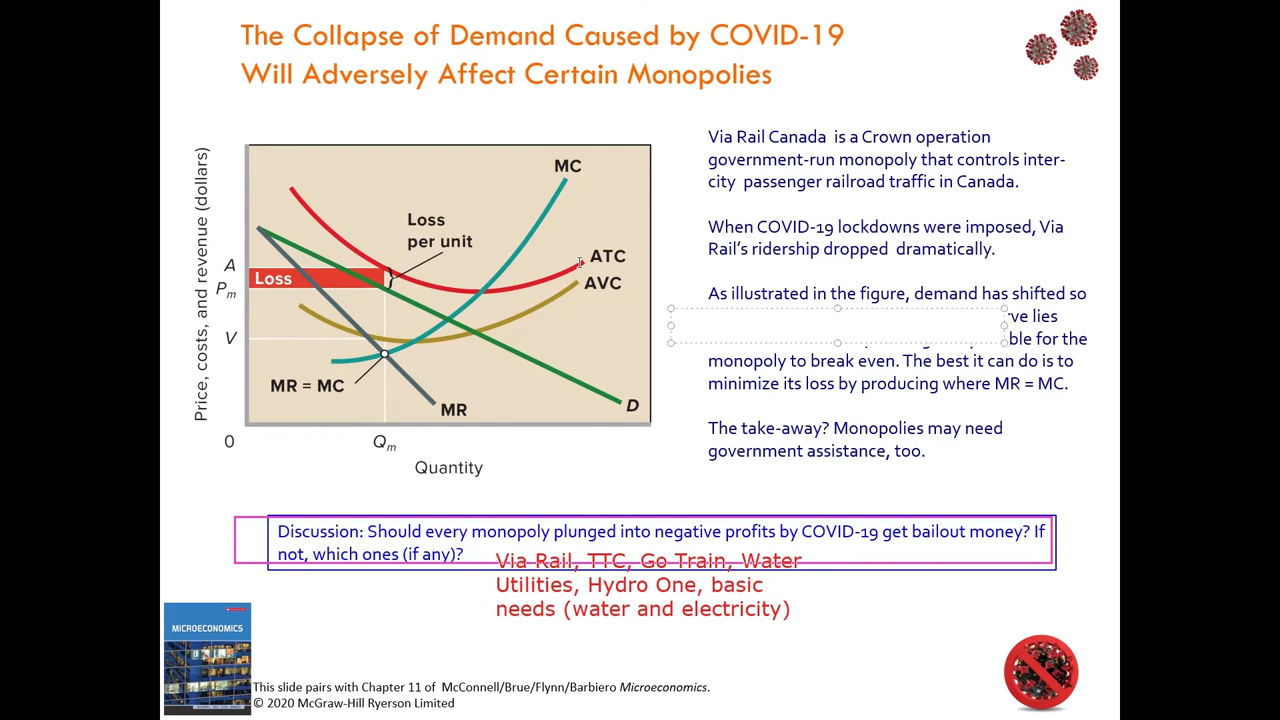 The Collapse of Demand Caused by COVID-19
Will Adversely Affect Certain Monopolies
Price, costs, and revenue (dollars)
A
Pm
V
0
Loss
Loss
per unit
MC
ATC
AVC
MR = MC
MR
D
Qm
Quantity
Via Rail Canada is a Crown operation
government-run monopoly that controls inter-
city passenger railroad traffic in Canada.
When COVID-19 lockdowns were imposed, Via
Rail's ridership dropped dramatically.
As illustrated in the figure, demand has shifted so
lies
for the
monopoly to break even. The best it can do is to
minimize its loss by producing where MR = MC.
The take-away? Monopolies may need
government assistance, too.
Discussion: Should every monopoly plunged into negative profits by COVID-19 get bailout money? If
not, which ones (if any)?
Via Rail, TTC, Go Train, Water
Utilities, Hydro One, basic
needs (water and electricity)
MICROECONOMICS
This slide pairs with Chapter 11 of McConnell/Brue/Flynn/Barbiero Microeconomics.
© 2020 McGraw-Hill Ryerson Limited